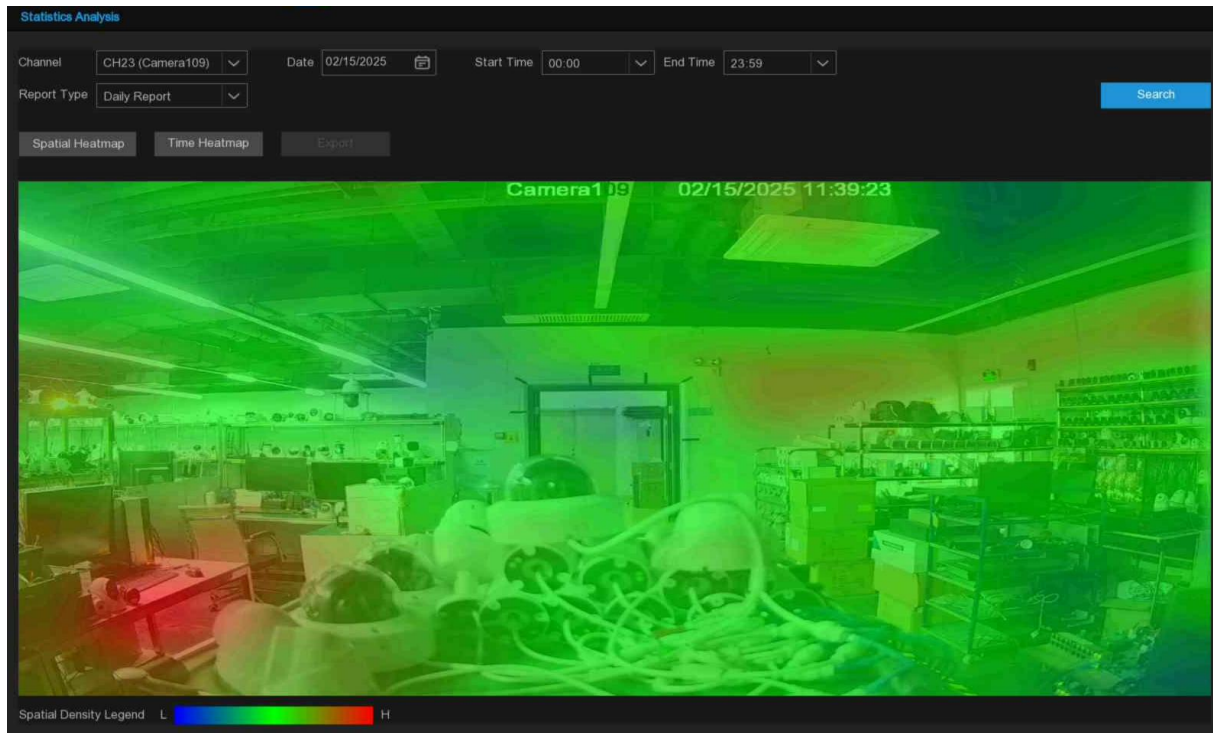 Statistics Analysis
Channel CH23 (Camera109) Date 02/15/2025 Start Time 00:00 End Time 23:59
Report Type Daily Report Search
Spatial Heatmap Time Heatmap Export
Camera109 02/15/2025 11:39:23
Spatial Density Legend L H